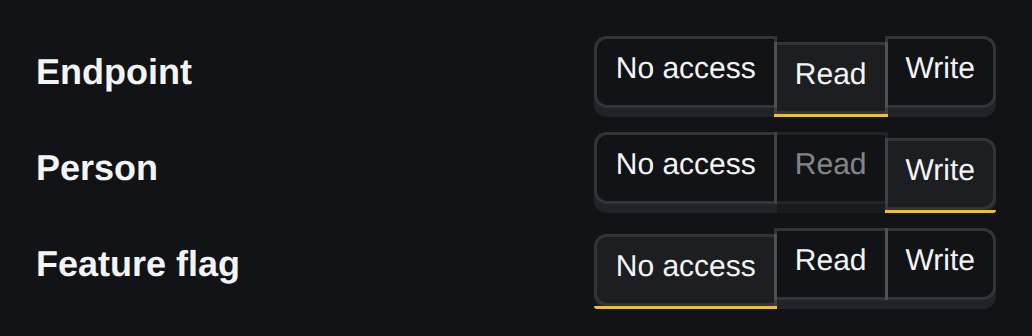 Endpoint No access Read Write
Person No access Read Write
Feature flag No access Read Write